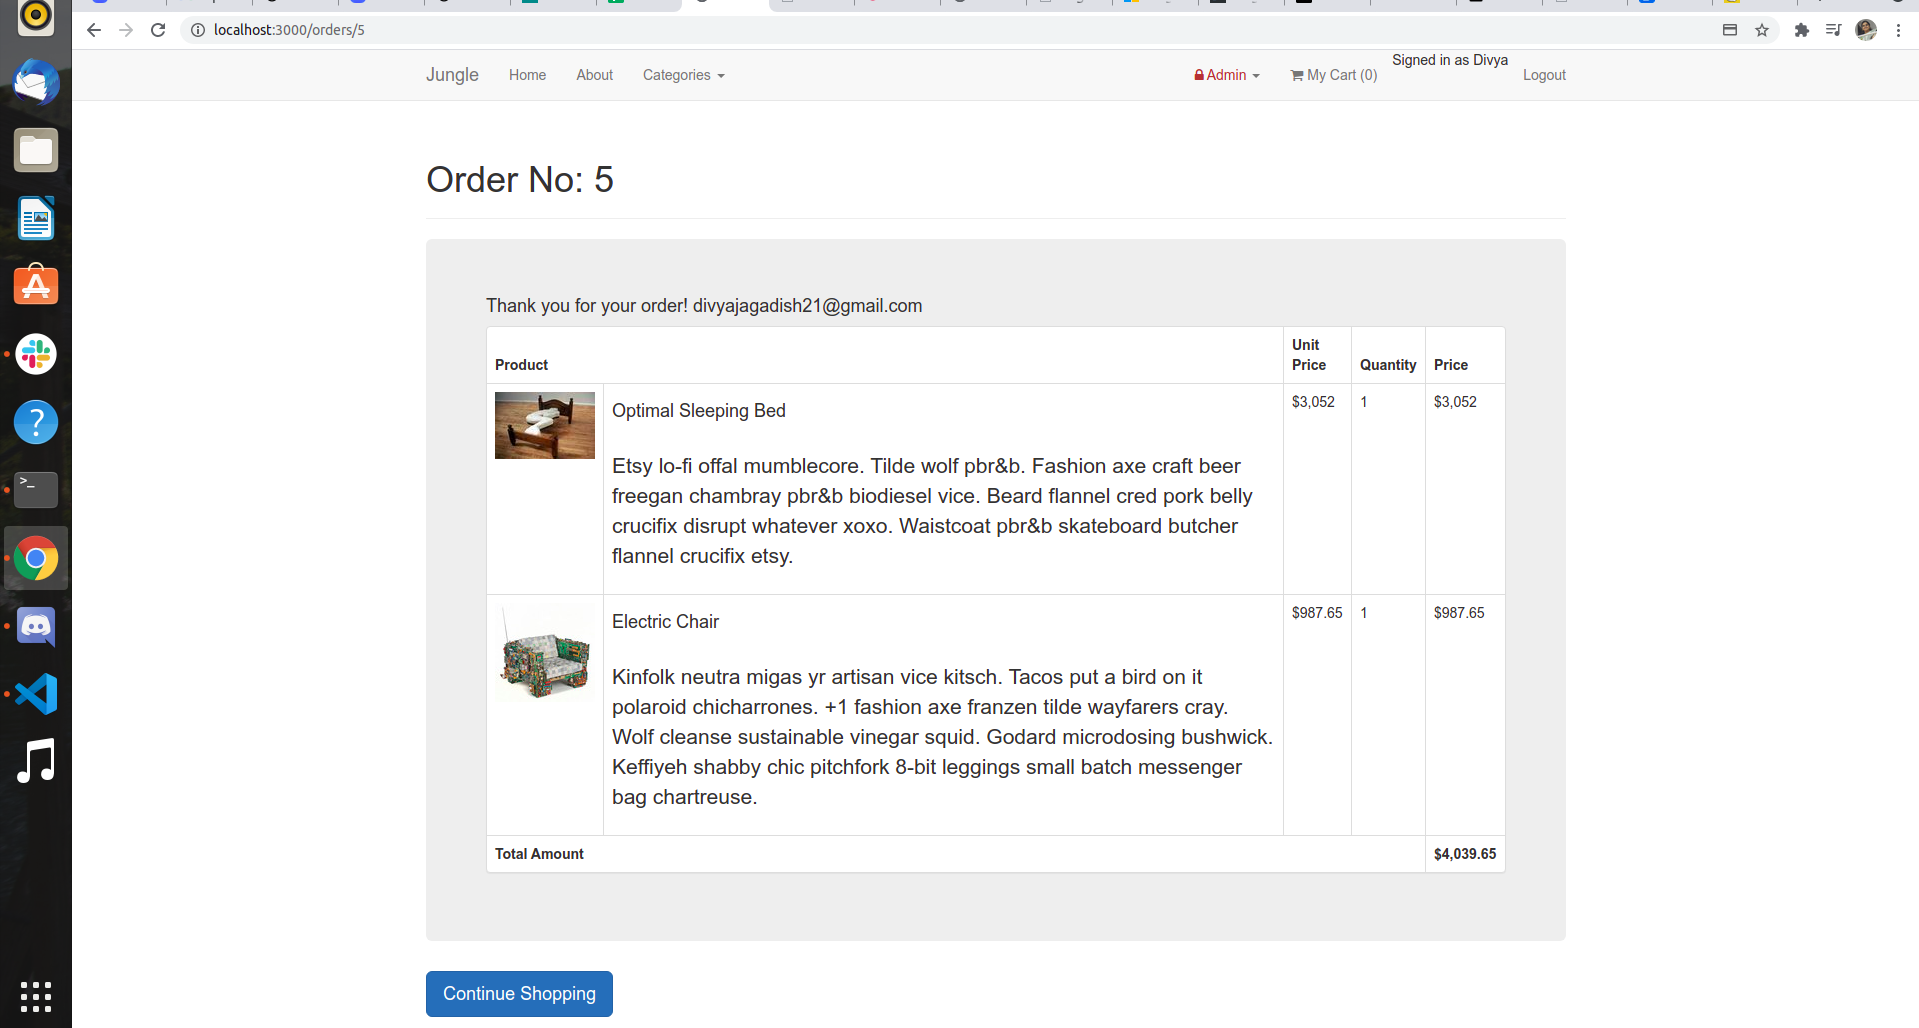 localhost:3000/orders/5
Signed in as Divya
Jungle Home About Categories Admin My Cart (0) Logout
Order No: 5
Thank you for your order! divyajagadish21@gmail.com
Product Unit Price Quantity Price
Optimal Sleeping Bed $3,052 1 $3,052
Etsy lo-fi offal mumblecore. Tilde wolf pbr&b. Fashion axe craft beer
freegan chambray pbr&b biodiesel vice. Beard flannel cred pork belly
crucifix disrupt whatever xoxo. Waistcoat pbr&b skateboard butcher
flannel crucifix etsy.
Electric Chair $987.65 1 $987.65
Kinfolk neutra migas yr artisan vice kitsch. Tacos put a bird on it
polaroid chicharrones. +1 fashion axe franzen tilde wayfarers cray.
Wolf cleanse sustainable vinegar squid. Godard microdosing bushwick.
Keffiyeh shabby chic pitchfork 8-bit leggings small batch messenger
bag chartreuse.
Total Amount $4,039.65
Continue Shopping